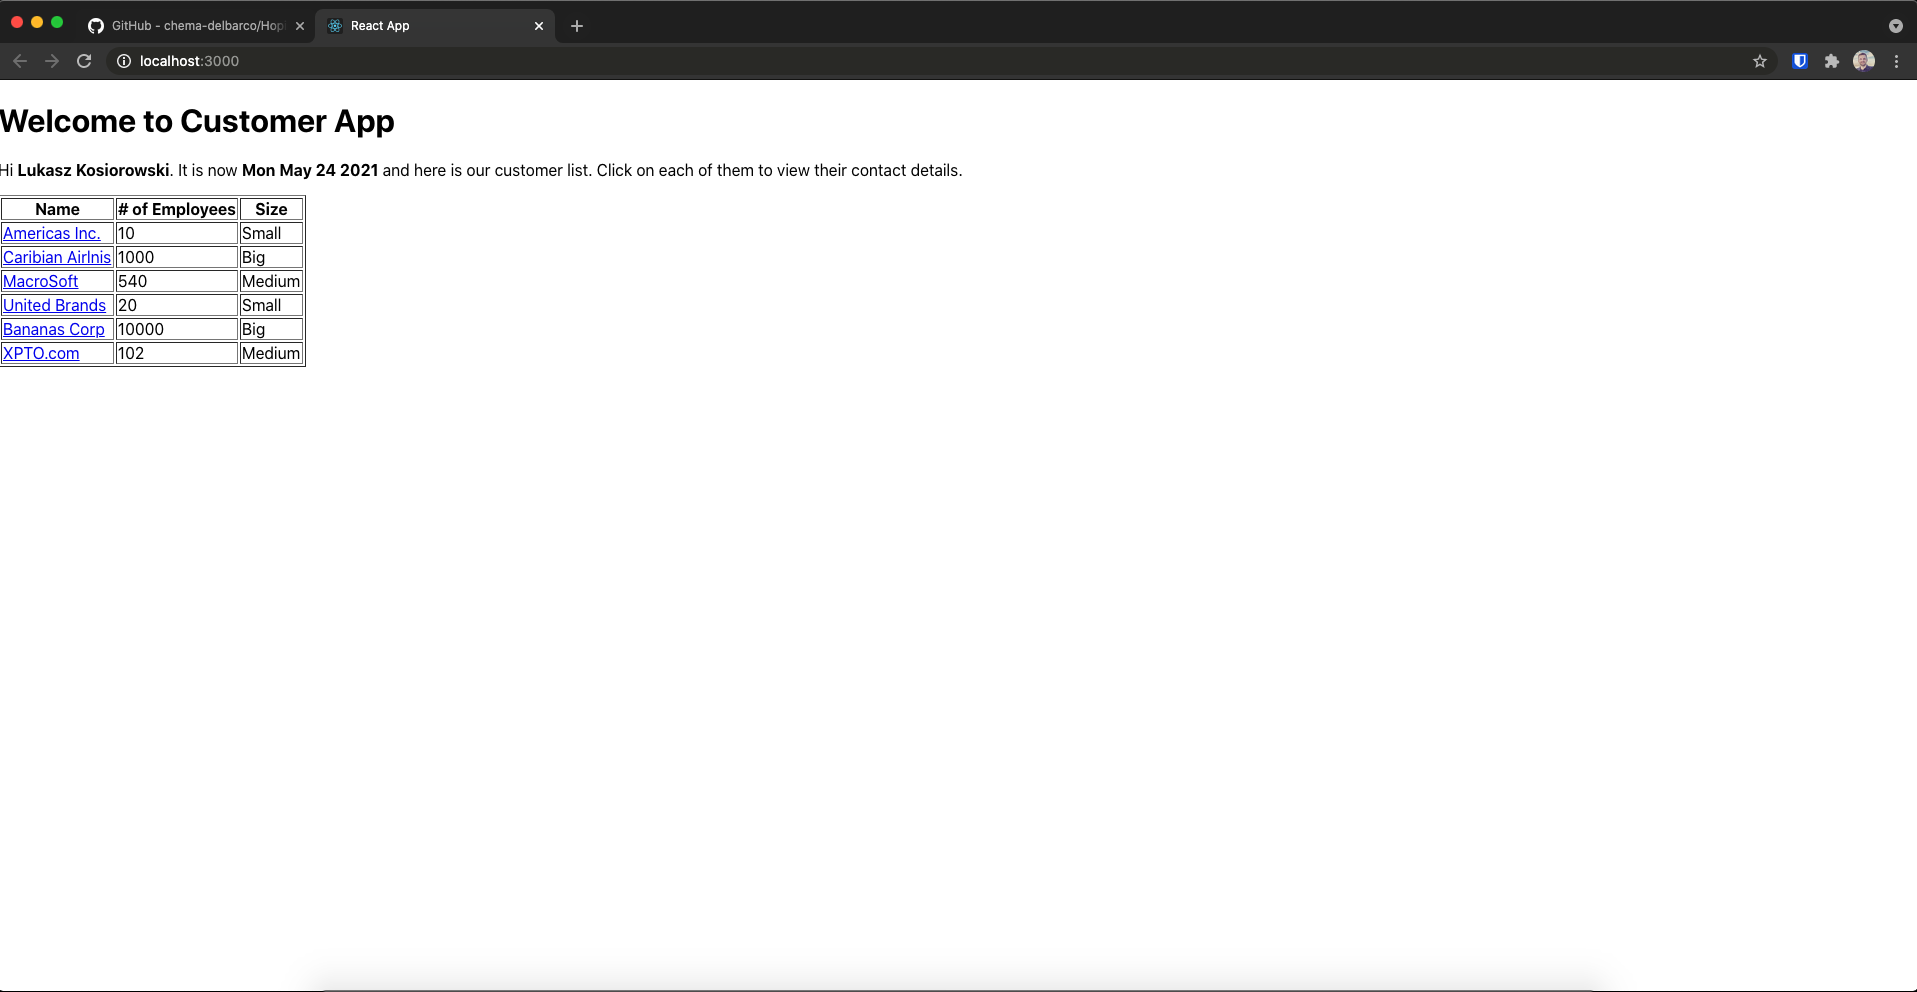 GitHub - chema-delbarco/Hop
React App
localhost:3000
Welcome to Customer App
Hi Lukasz Kosiorowski. It is now Mon May 24 2021 and here is our customer list. Click on each of them to view their contact details.
Name # of Employees Size
Americas Inc. 10 Small
Caribian Airlnis 1000 Big
MacroSoft 540 Medium
United Brands 20 Small
Bananas Corp 10000 Big
XPTO.com 102 Medium